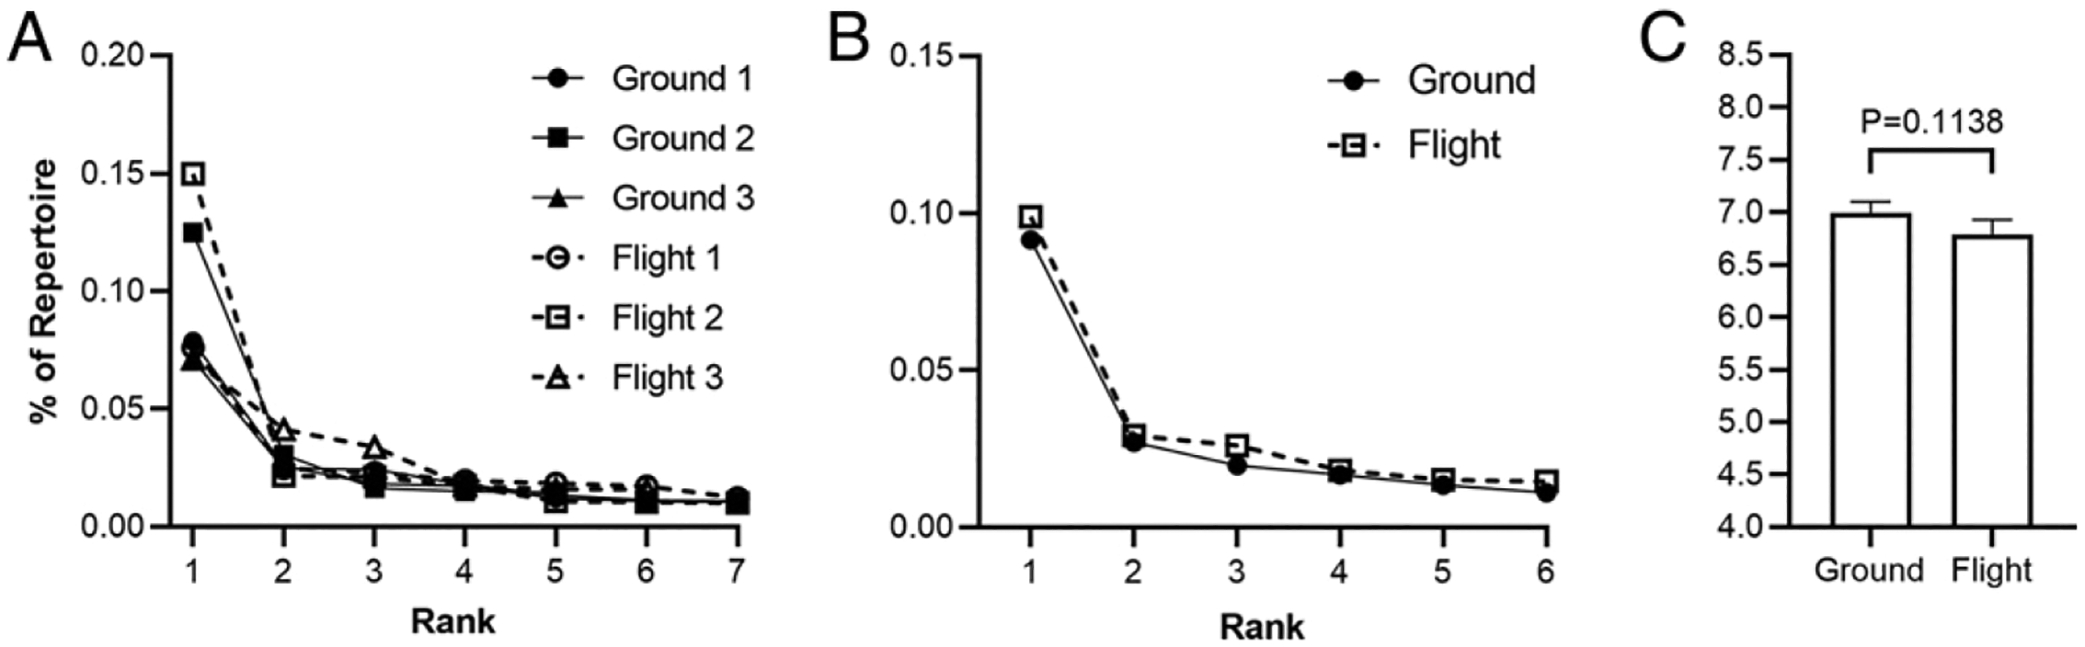 A
% of Repertoire
0.20
0.15
0.10
0.05
0.00
1 2 3 4 5 6 7
Rank
Ground 1
Ground 2
Ground 3
Flight 1
Flight 2
Flight 3
B
0.15
0.10
0.05
0.00
1 2 3 4 5 6
Rank
Ground
Flight
C
8.5
8.0
7.5
7.0
6.5
6.0
5.5
5.0
4.5
4.0
P=0.1138
Ground Flight